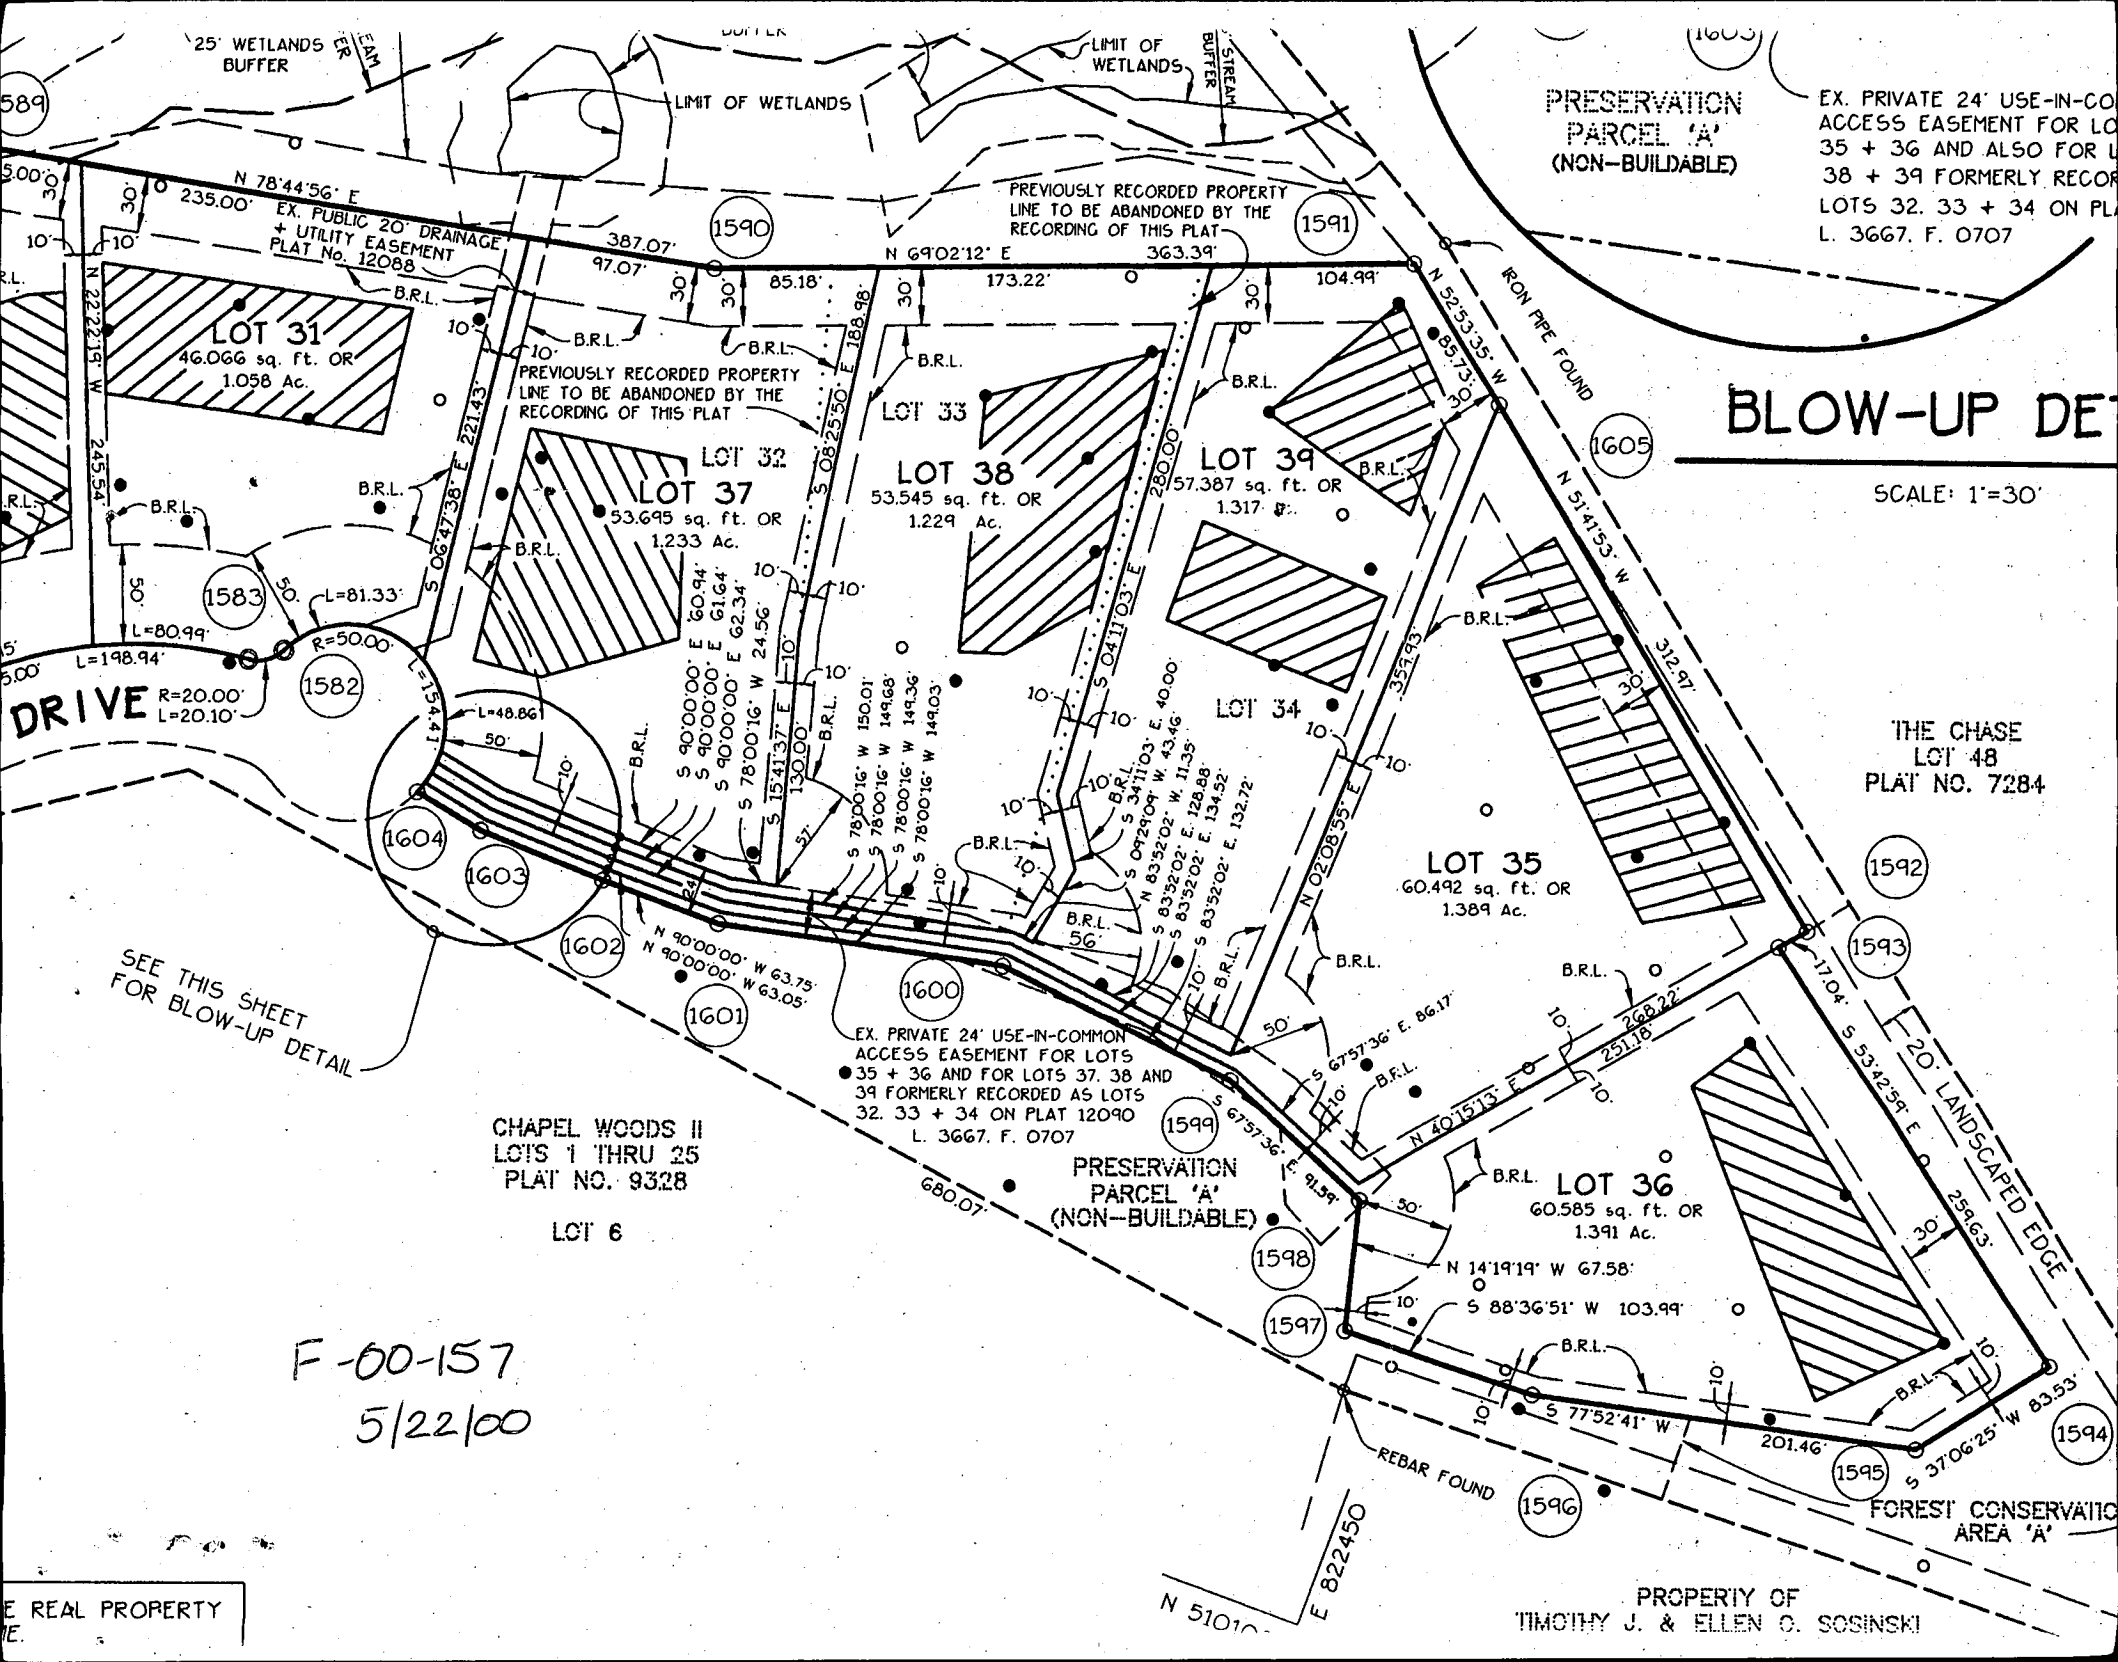 25' WETLANDS
BUFFER
LIMIT OF WETLANDS
LIMIT OF
WETLANDS
STREAM
BUFFER
PRESERVATION
PARCEL 'A'
(NON-BUILDABLE)
EX. PRIVATE 24' USE-IN-CO
ACCESS EASEMENT FOR LO
35 + 36 AND ALSO FOR L
38 + 39 FORMERLY RECOR
LOTS 32, 33 + 34 ON PLA
L. 3667, F. 0707
BLOW-UP DET
SCALE: 1"=30'
589
N 78°44'56" E
235.00'
EX. PUBLIC 20' DRAINAGE
+ UTILITY EASEMENT
PLAT No. 12088
387.07'
97.07'
1590
PREVIOUSLY RECORDED PROPERTY
LINE TO BE ABANDONED BY THE
RECORDING OF THIS PLAT
1591
N 69°02'12" E
363.39'
85.18'
173.22'
104.99'
N 52°53'35" W
85.73'
IRON PIPE FOUND
1605
N 51°41'53" W
312.97'
LOT 31
46,066 sq. ft. OR
1.058 Ac.
N 22°22'19" W
245.54'
S 06°47'38" E 221.43'
PREVIOUSLY RECORDED PROPERTY
LINE TO BE ABANDONED BY THE
RECORDING OF THIS PLAT
S 08°25'50" E 188.98'
LOT 32
LOT 37
53,695 sq. ft. OR
1.233 Ac.
LOT 33
LOT 38
53,545 sq. ft. OR
1.229 Ac.
S 04°11'03" E
280.00'
LOT 39
57,387 sq. ft. OR
1.317
LOT 34
N 02°08'55" E
359.93'
1583
L=81.33'
L=80.99'
L=198.94'
R=50.00'
L=154.41'
1582
DRIVE
R=20.00'
L=20.10'
L=48.86'
50'
S 90°00'00" E 60.94'
S 90°00'00" E 61.64'
S 90°00'00" E 62.34'
S 78°00'16" W 24.56'
S 15°41'37" E
130.00'
S 78°00'16" W 150.01'
S 78°00'16" W 149.68'
S 78°00'16" W 149.36'
S 78°00'16" W 149.03'
57'
S 34°11'03" E. 40.00'
S 09°29'09" W. 43.46'
N 83°52'02" W. 11.35'
S 83°52'02" E. 128.88'
S 83°52'02" E. 134.52'
S 83°52'02" E. 132.72'
B.R.L.
56'
THE CHASE
LOT 48
PLAT NO. 7284
LOT 35
60,492 sq. ft. OR
1.389 Ac.
1592
1593
17.04'
1604
1603
1602
1601
1600
N 90°00'00" W 63.75'
N 90°00'00" W 63.05'
24'
SEE THIS SHEET
FOR BLOW-UP DETAIL
EX. PRIVATE 24' USE-IN-COMMON
ACCESS EASEMENT FOR LOTS
35 + 36 AND FOR LOTS 37, 38 AND
39 FORMERLY RECORDED AS LOTS
32, 33 + 34 ON PLAT 12090
L. 3667, F. 0707
S 67°57'36" E. 86.17'
S 67°57'36" E. 91.59'
1599
N 40°15'13" E
268.22'
251.18'
S 53°42'59" E
259.63'
20' LANDSCAPED EDGE
CHAPEL WOODS II
LOTS 1 THRU 25
PLAT NO. 9328
LOT 6
680.07'
PRESERVATION
PARCEL 'A'
(NON-BUILDABLE)
1598
1597
LOT 36
60,585 sq. ft. OR
1.391 Ac.
N 14°19'19" W 67.58'
S 88°36'51" W 103.99'
S 77°52'41" W
201.46'
S 37°06'25" W 83.53'
1594
1595
1596
REBAR FOUND
F-00-157
5/22/00
FOREST CONSERVATIO
AREA 'A'
E 822450
N 51010
PROPERTY OF
TIMOTHY J. & ELLEN O. SOSINSKI
E REAL PROPERTY